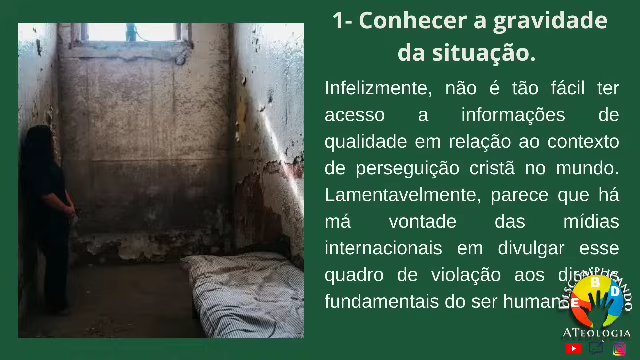 1- Conhecer a gravidade
da situação.
Infelizmente, não é tão fácil ter
acesso a informações de
qualidade em relação ao contexto
de perseguição cristã no mundo.
Lamentavelmente, parece que há
má vontade das mídias
internacionais em divulgar esse
quadro de violação aos
fundamentais do ser
DESCOMPLICANDO
EBD
ATEOLOGIA